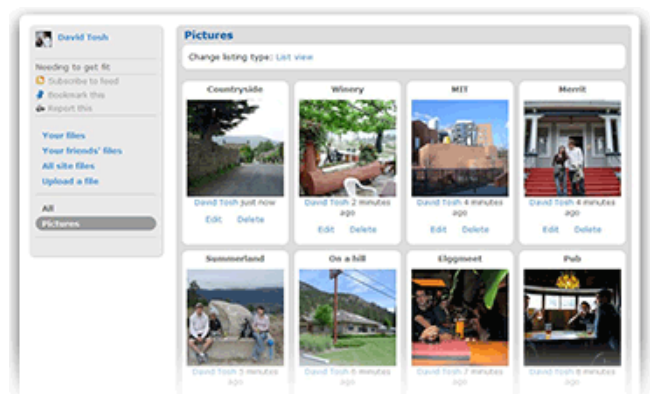 David Tosh
Needing to get fit
Subscribe to feed
Bookmark this
Report this
Your files
Your friends' files
All site files
Upload a file
All
Pictures
Pictures
Change listing type: List view
Countryside
David Tosh just now
Edit Delete
Winery
David Tosh 2 minutes
ago
Edit Delete
MIT
David Tosh 4 minutes
ago
Edit Delete
Merrit
David Tosh 4 minutes
ago
Edit Delete
Summerland
David Tosh 5 minutes
ago
On a hill
David Tosh 6 minutes
ago
Elggmeet
David Tosh 7 minutes
ago
Pub
David Tosh 8 minutes
ago